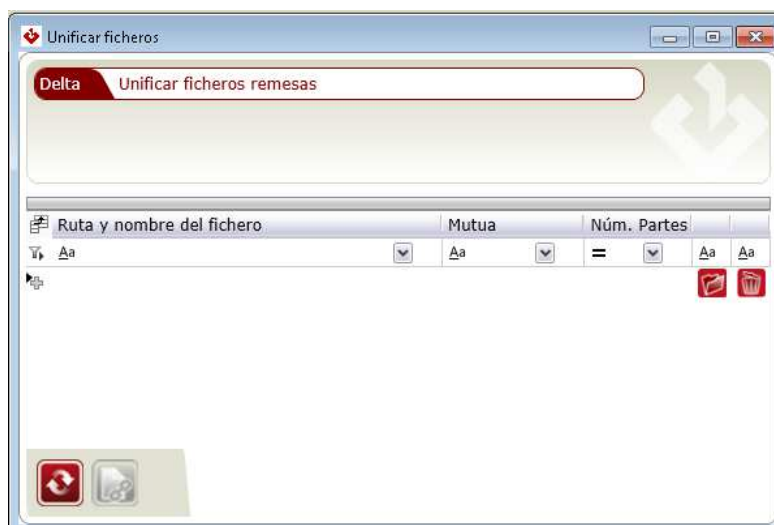 Unificar ficheros
Delta Unificar ficheros remesas
Ruta y nombre del fichero Mutua Núm. Partes
Aa Aa = Aa Aa